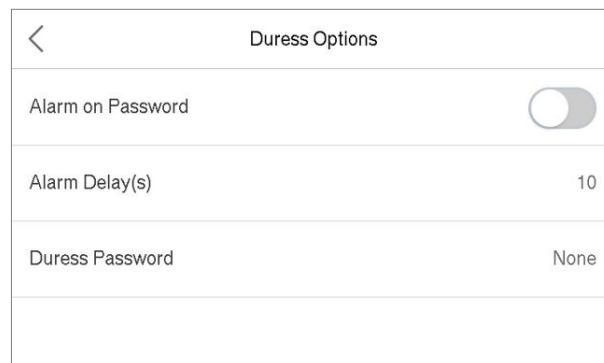 Duress Options
Alarm on Password
Alarm Delay(s) 10
Duress Password None